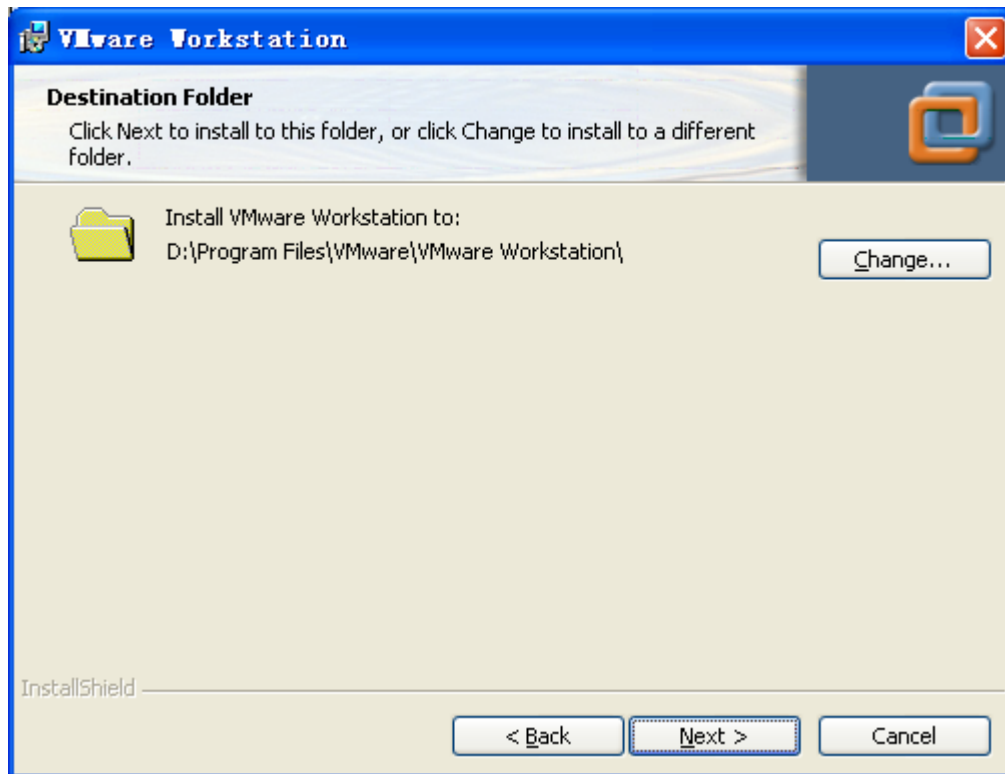 VMware Workstation
Destination Folder
Click Next to install to this folder, or click Change to install to a different
folder.
Install VMware Workstation to:
D:\Program Files\VMware\VMware Workstation\
Change...
InstallShield
< Back
Next >
Cancel